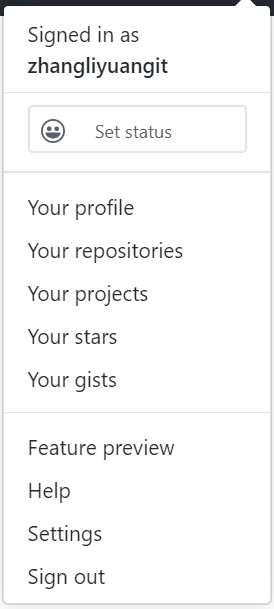 Signed in as
zhangliyuangit
Set status
Your profile
Your repositories
Your projects
Your stars
Your gists
Feature preview
Help
Settings
Sign out